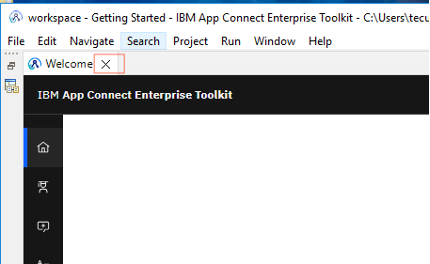 workspace - Getting Started - IBM App Connect Enterprise Toolkit - C:\Users\tecu
File Edit Navigate Search Project Run Window Help
Welcome
IBM App Connect Enterprise Toolkit